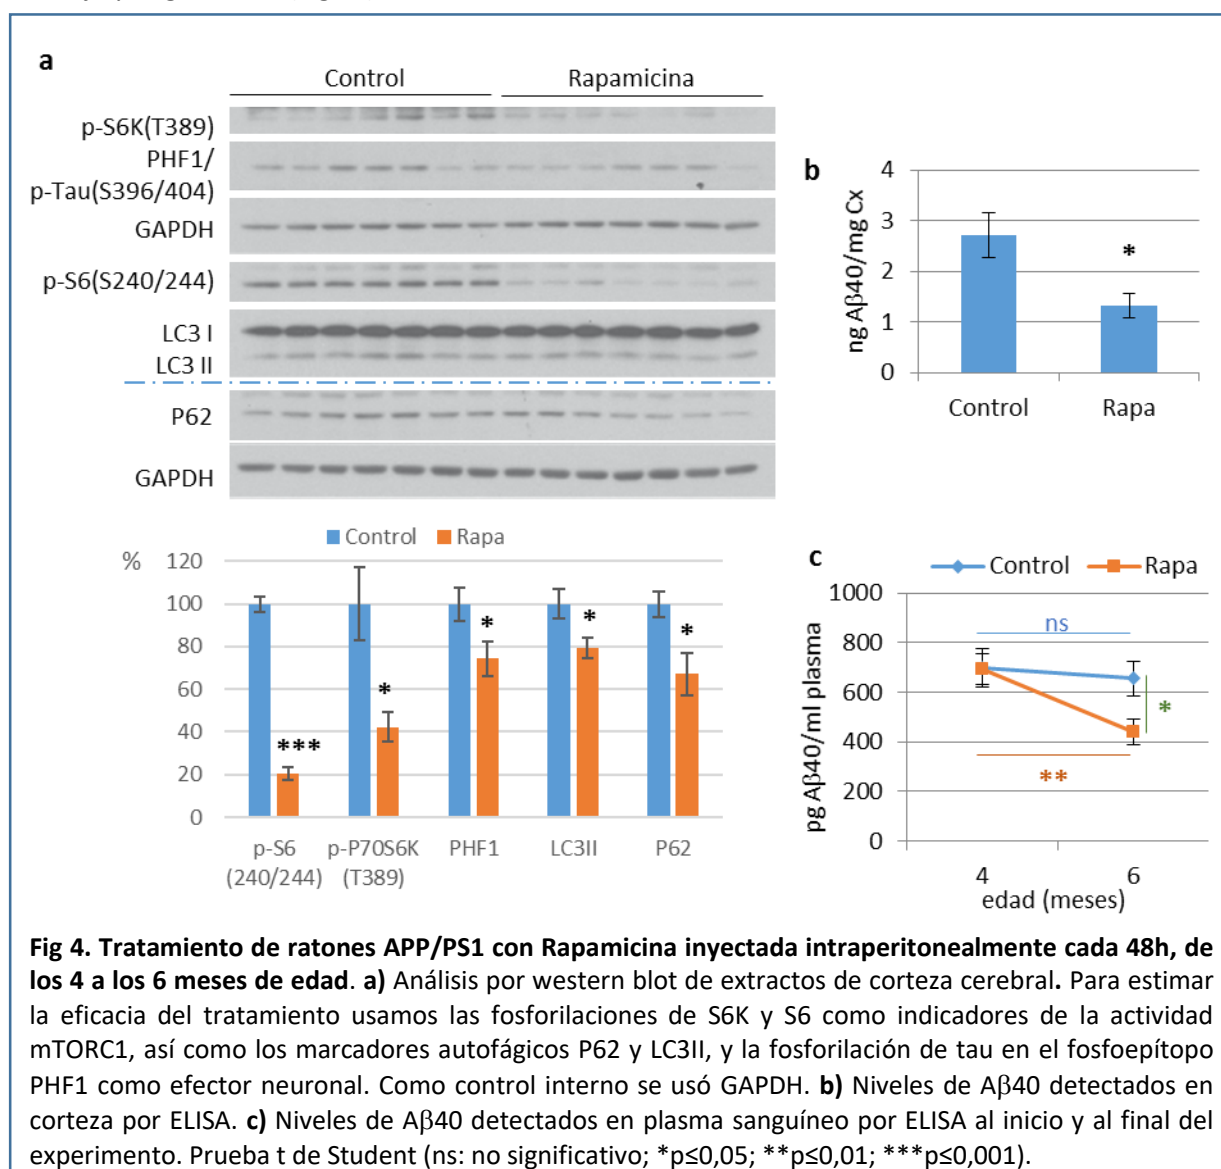 a
Control
Rapamicina
p-S6K(T389)
PHF1/
p-Tau(S396/404)
GAPDH
p-S6(S240/244)
LC3 I
LC3 II
P62
GAPDH
Control
Rapa
%
120
100
80
60
40
20
0
***
*
*
*
*
p-S6
(240/244)
p-P70S6K
(T389)
PHF1
LC3II
P62
b
ng Aβ40/mg Cx
4
3
2
1
0
*
Control
Rapa
c
Control
Rapa
pg Aβ40/ml plasma
1000
800
600
400
200
0
ns
*
**
4
6
edad (meses)
Fig 4. Tratamiento de ratones APP/PS1 con Rapamicina inyectada intraperitonealmente cada 48h, de
los 4 a los 6 meses de edad. a) Análisis por western blot de extractos de corteza cerebral. Para estimar
la eficacia del tratamiento usamos las fosforilaciones de S6K y S6 como indicadores de la actividad
mTORC1, así como los marcadores autofágicos P62 y LC3II, y la fosforilación de tau en el fosfoepítopo
PHF1 como efector neuronal. Como control interno se usó GAPDH. b) Niveles de Aβ40 detectados en
corteza por ELISA. c) Niveles de Aβ40 detectados en plasma sanguíneo por ELISA al inicio y al final del
experimento. Prueba t de Student (ns: no significativo; *p≤0,05; **p≤0,01; ***p≤0,001).